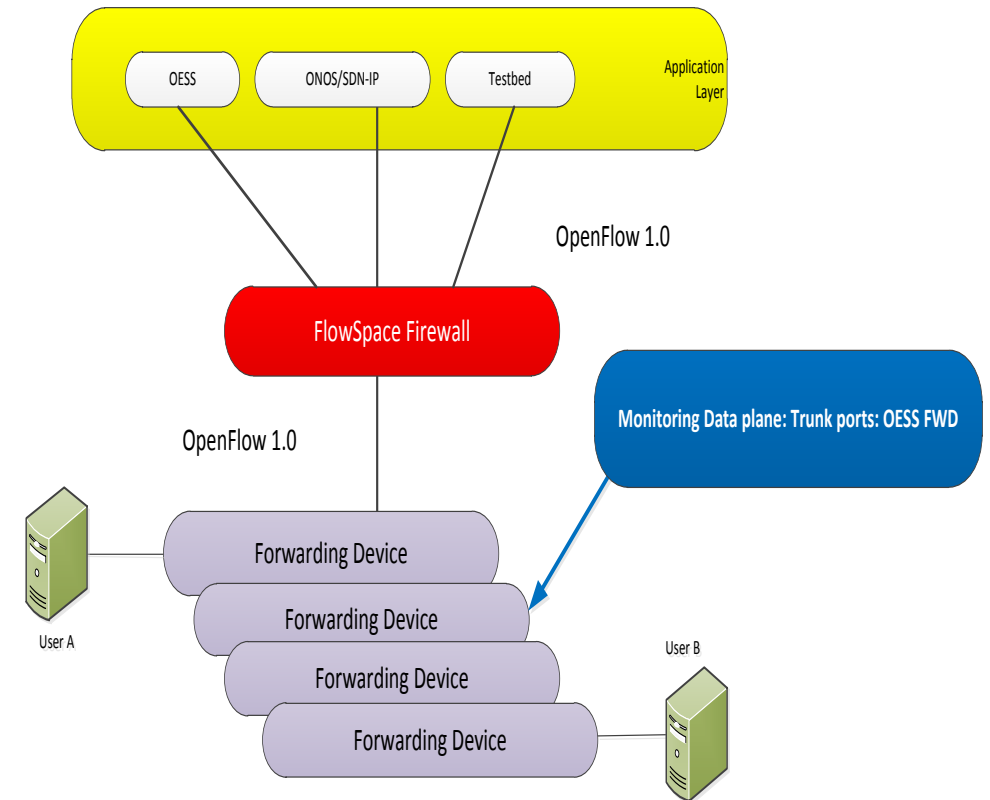 OESS
ONOS/SDN-IP
Testbed
Application
Layer
OpenFlow 1.0
FlowSpace Firewall
Monitoring Data plane: Trunk ports: OESS FWD
OpenFlow 1.0
Forwarding Device
User A
Forwarding Device
User B
Forwarding Device
Forwarding Device